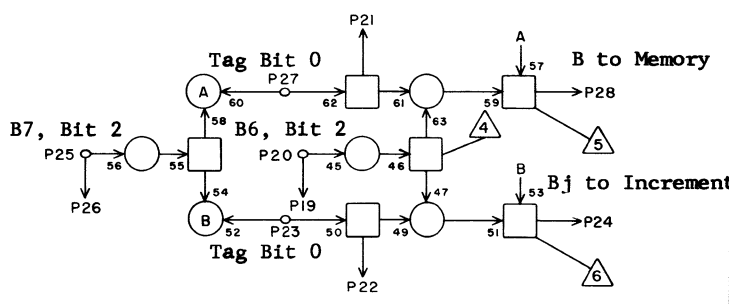 P21
A
Tag Bit 0
B to Memory
P27
57
A
60
62
61
59
P28
58
63
B7, Bit 2
B6, Bit 2
4
5
P25
P20
56
55
45
46
54
47
B
53
Bj to Increment
P26
P19
B
P23
P24
52
50
49
51
Tag Bit 0
6
P22